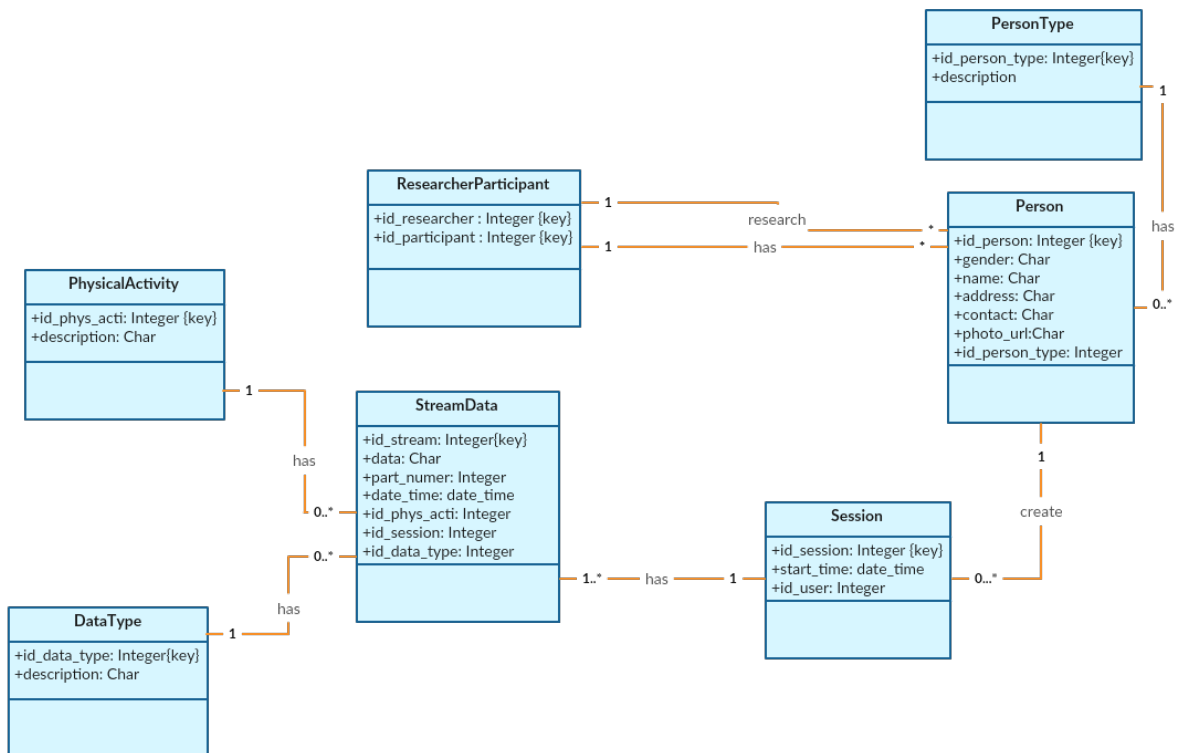 PersonType
+id_person_type: Integer{key}
+description
1
has
0..*
ResearcherParticipant
+id_researcher : Integer {key}
+id_participant : Integer {key}
1
research
*
1
has
*
Person
+id_person: Integer {key}
+gender: Char
+name: Char
+address: Char
+contact: Char
+photo_url:Char
+id_person_type: Integer
PhysicalActivity
+id_phys_acti: Integer {key}
+description: Char
1
has
0..*
StreamData
+id_stream: Integer{key}
+data: Char
+part_numer: Integer
+date_time: date_time
+id_phys_acti: Integer
+id_session: Integer
+id_data_type: Integer
1
create
0...*
Session
+id_session: Integer {key}
+start_time: date_time
+id_user: Integer
1..*
has
1
0..*
has
1
DataType
+id_data_type: Integer{key}
+description: Char